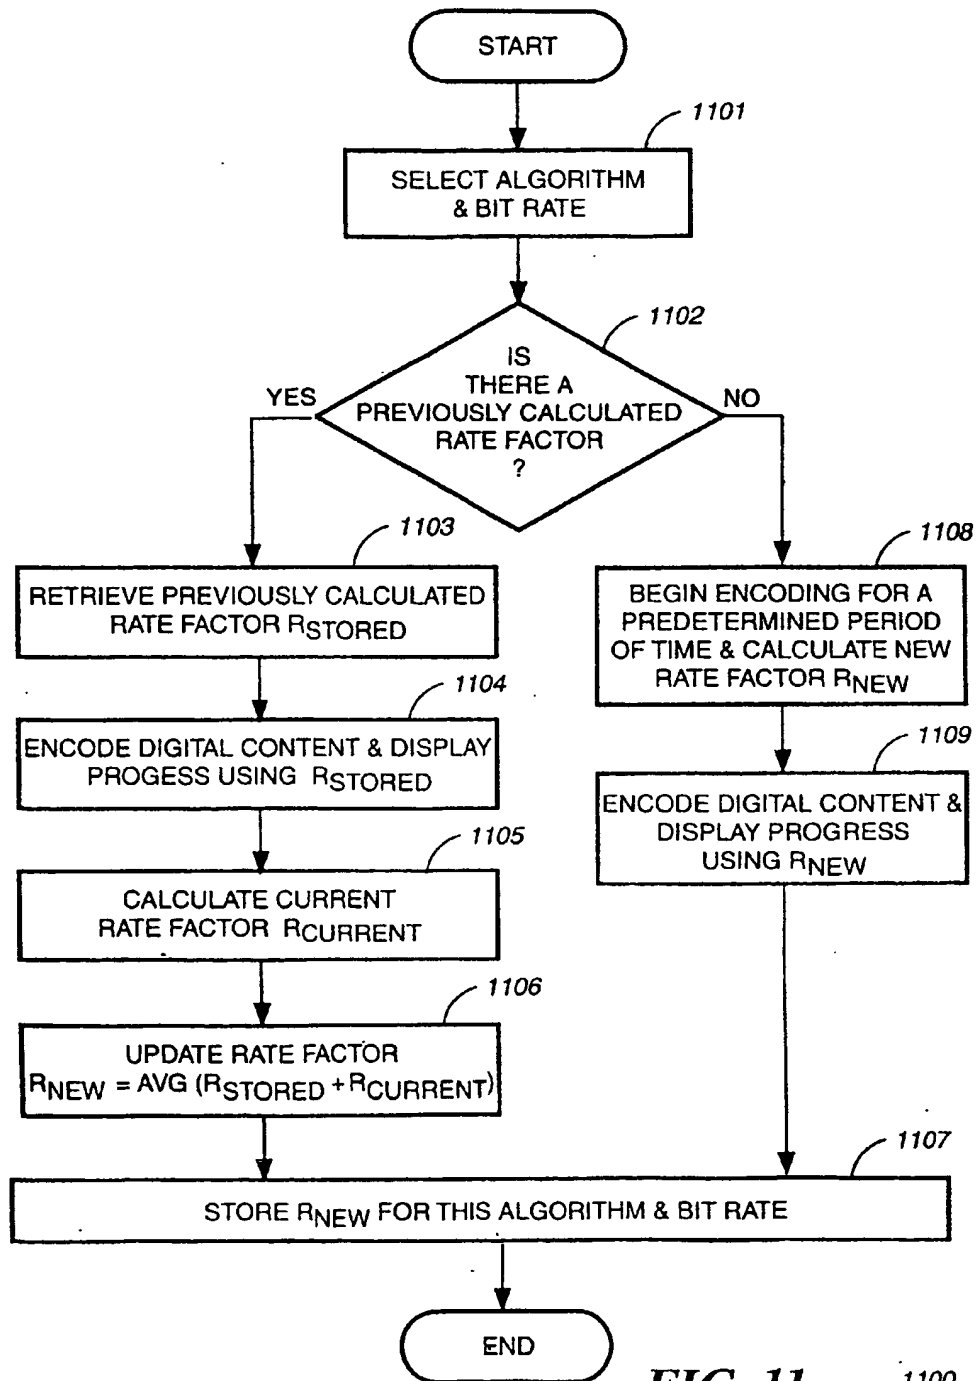 START
1101
SELECT ALGORITHM
& BIT RATE
1102
IS
THERE A
PREVIOUSLY CALCULATED
RATE FACTOR
?
YES
NO
1103
RETRIEVE PREVIOUSLY CALCULATED
RATE FACTOR RSTORED
1104
ENCODE DIGITAL CONTENT & DISPLAY
PROGESS USING RSTORED
1105
CALCULATE CURRENT
RATE FACTOR RCURRENT
1106
UPDATE RATE FACTOR
RNEW = AVG (RSTORED + RCURRENT)
1108
BEGIN ENCODING FOR A
PREDETERMINED PERIOD
OF TIME & CALCULATE NEW
RATE FACTOR RNEW
1109
ENCODE DIGITAL CONTENT &
DISPLAY PROGRESS
USING RNEW
1107
STORE RNEW FOR THIS ALGORITHM & BIT RATE
END
FIG. 11
1100